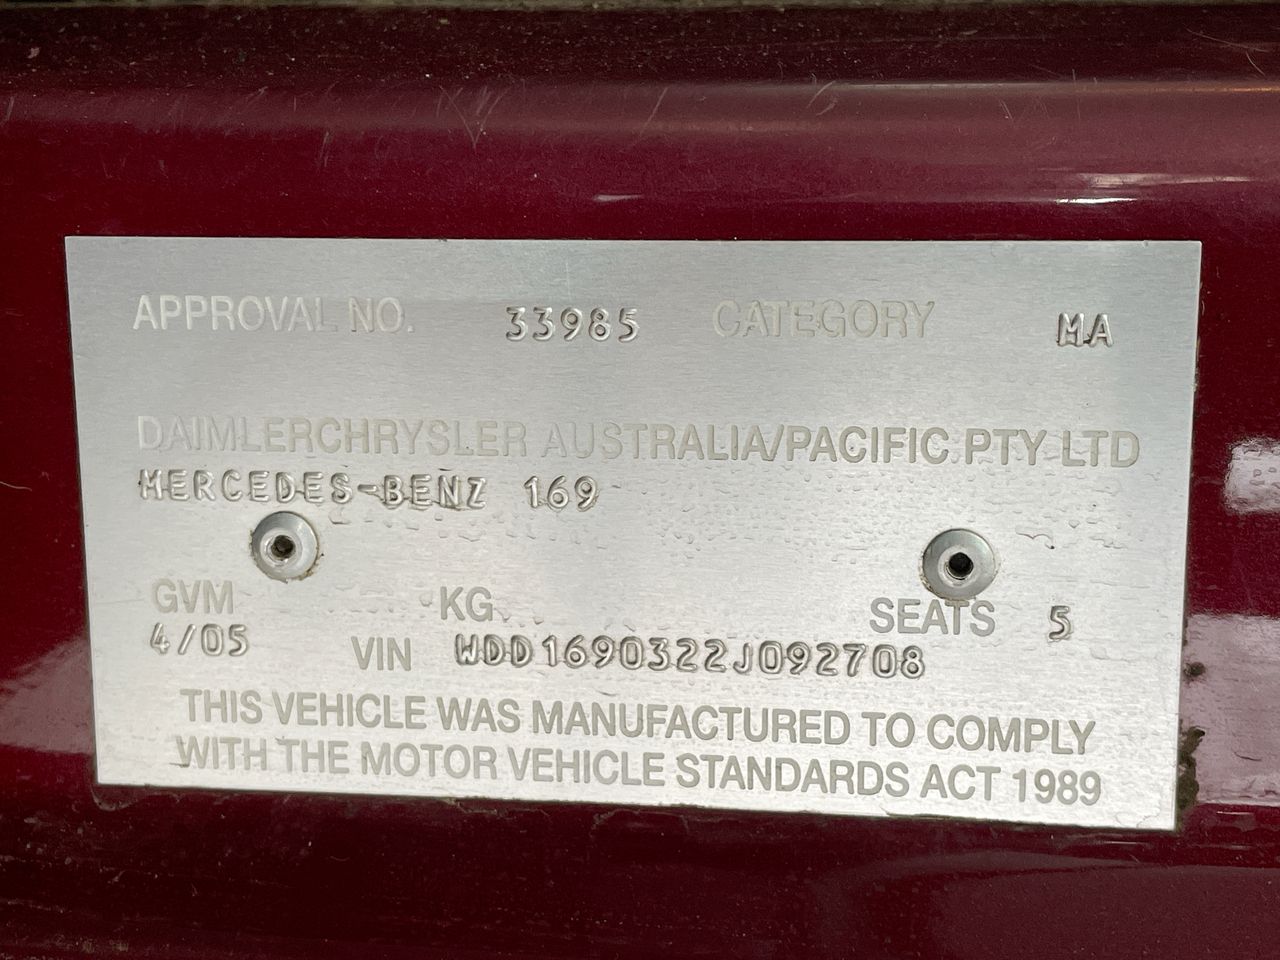 APPROVAL NO. 33985 CATEGORY MA
DAIMLERCHRYSLER AUSTRALIA/PACIFIC PTY LTD
MERCEDES-BENZ 169
GVM KG SEATS 5
4/05 VIN WDD1690322J092708
THIS VEHICLE WAS MANUFACTURED TO COMPLY
WITH THE MOTOR VEHICLE STANDARDS ACT 1989